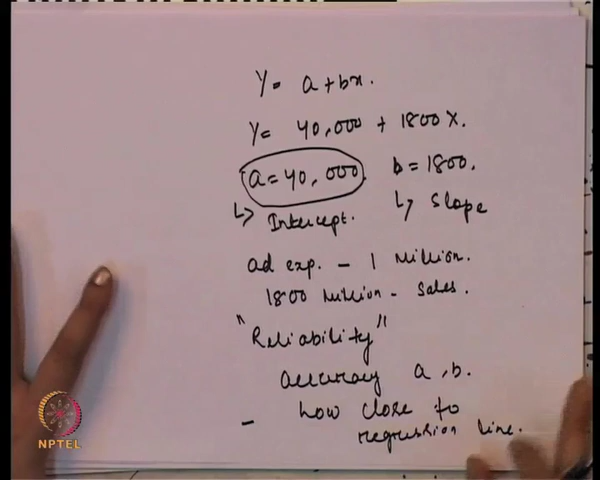 Y = a + bx.
Y = 40,000 + 1800 X.
a = 40,000. b = 1800.
↳ Intercept. ↳ Slope
ad exp. - 1 Million.
1800 Million - Sales.
"Reliability"
accuracy a, b.
- how close to
regression line.
NPTEL